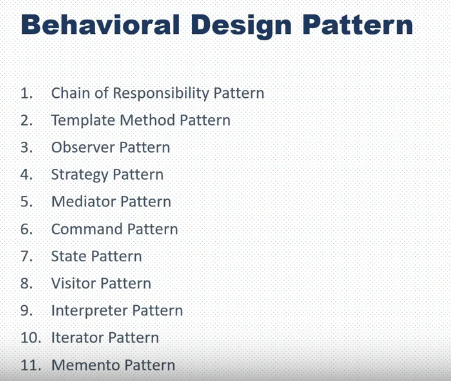 Behavioral Design Pattern
1. Chain of Responsibility Pattern
2. Template Method Pattern
3. Observer Pattern
4. Strategy Pattern
5. Mediator Pattern
6. Command Pattern
7. State Pattern
8. Visitor Pattern
9. Interpreter Pattern
10. Iterator Pattern
11. Memento Pattern